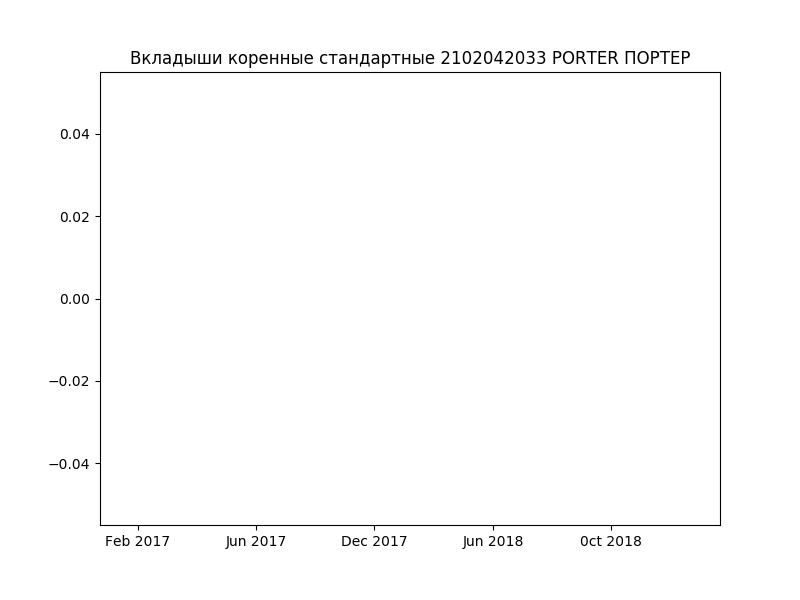 Вкладыши коренные стандартные 2102042033 PORTER ПОРТЕР
0.04
0.02
0.00
−0.02
−0.04
Feb 2017 Jun 2017 Dec 2017 Jun 2018 0ct 2018